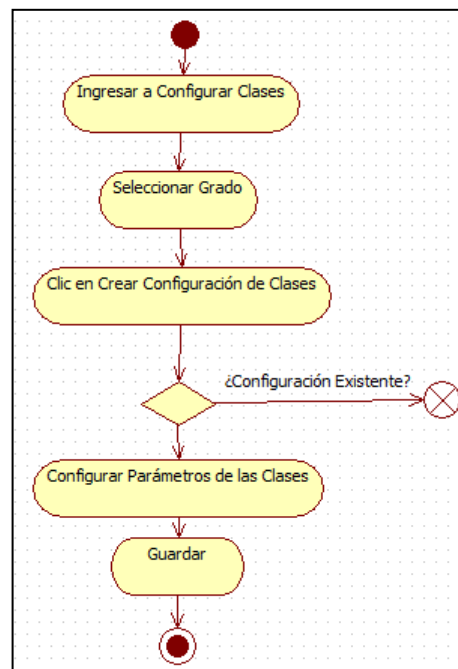 Ingresar a Configurar Clases
Seleccionar Grado
Clic en Crear Configuración de Clases
¿Configuración Existente?
Configurar Parámetros de las Clases
Guardar